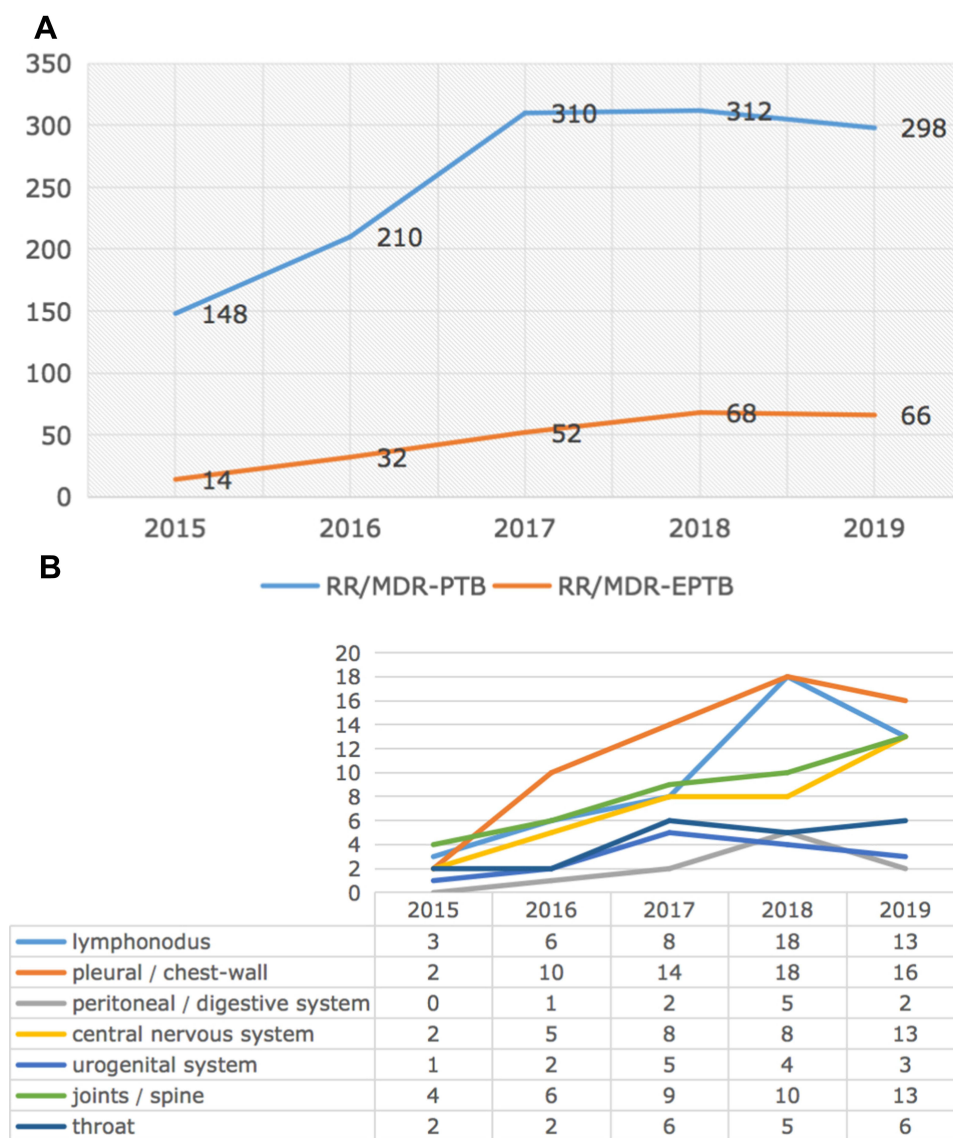 A
350
300
250
200
150
100
50
0
148
210
310
312
298
14
32
52
68
66
2015 2016 2017 2018 2019
B
RR/MDR-PTB RR/MDR-EPTB
20
18
16
14
12
10
8
6
4
2
0
2015 2016 2017 2018 2019
lymphonodus 3 6 8 18 13
pleural / chest-wall 2 10 14 18 16
peritoneal / digestive system 0 1 2 5 2
central nervous system 2 5 8 8 13
urogenital system 1 2 5 4 3
joints / spine 4 6 9 10 13
throat 2 2 6 5 6